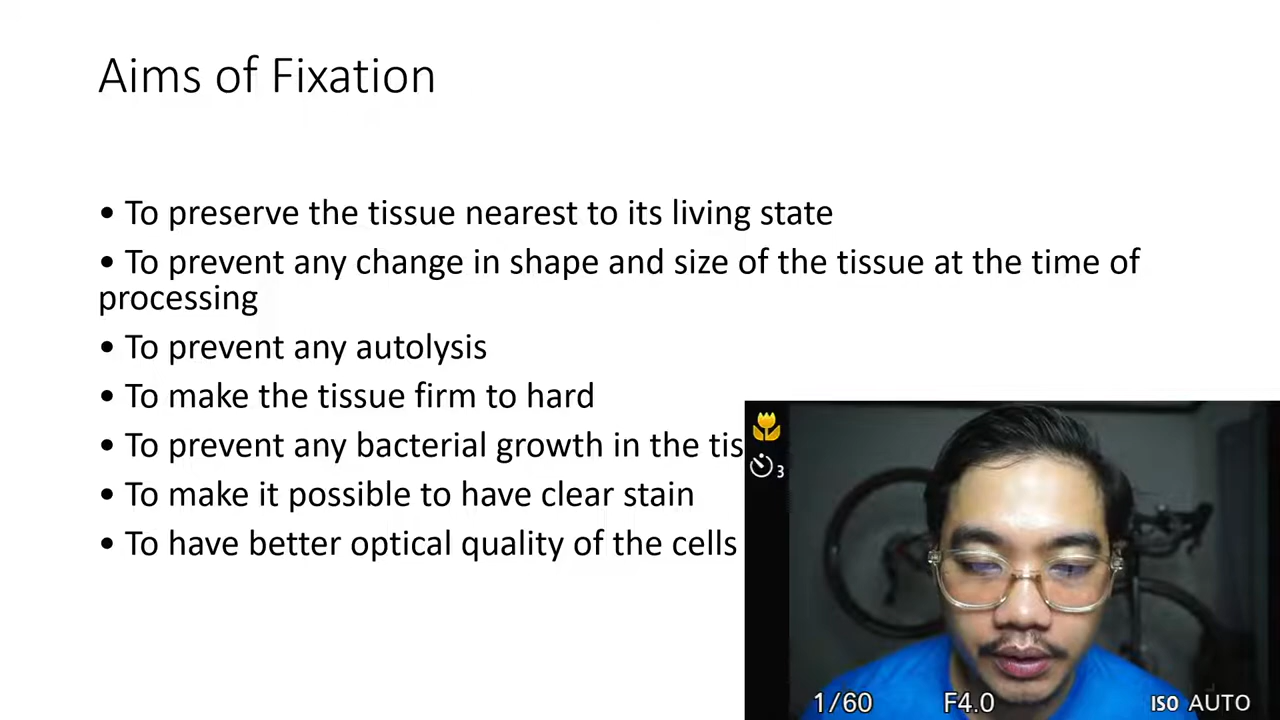 Aims of Fixation
• To preserve the tissue nearest to its living state
• To prevent any change in shape and size of the tissue at the time of
processing
• To prevent any autolysis
• To make the tissue firm to hard
• To prevent any bacterial growth in the tis
• To make it possible to have clear stain
• To have better optical quality of the cells
3
1/60 F4.0 ISO AUTO